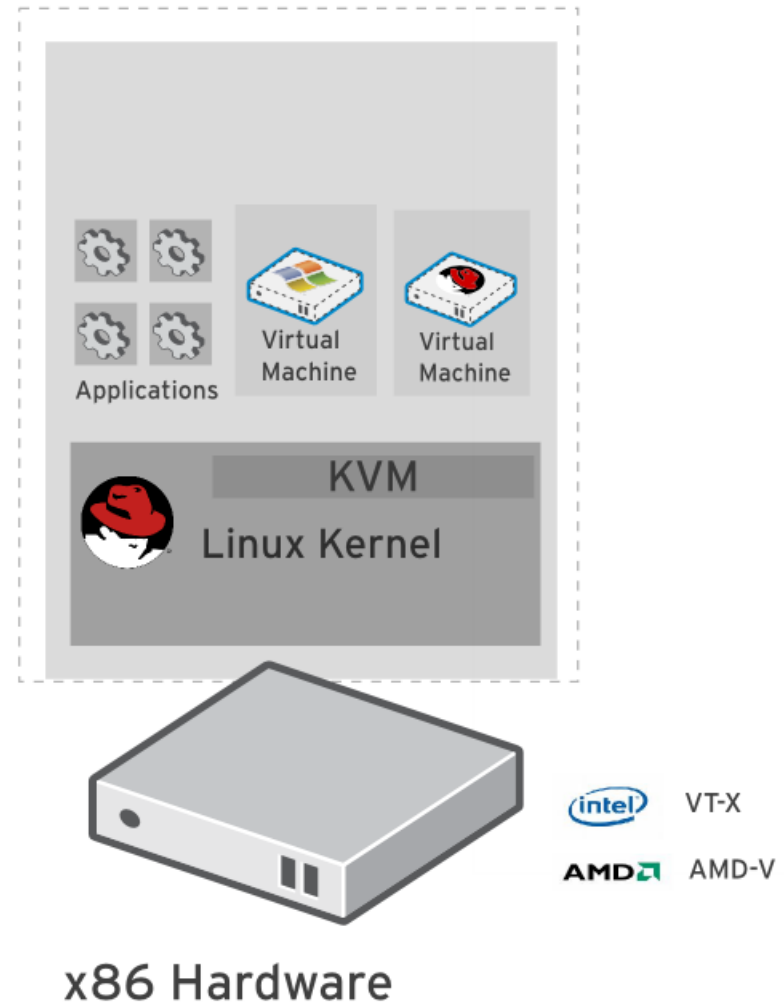 Applications
Virtual
Machine
Virtual
Machine
KVM
Linux Kernel
intel
VT-X
AMD
AMD-V
x86 Hardware